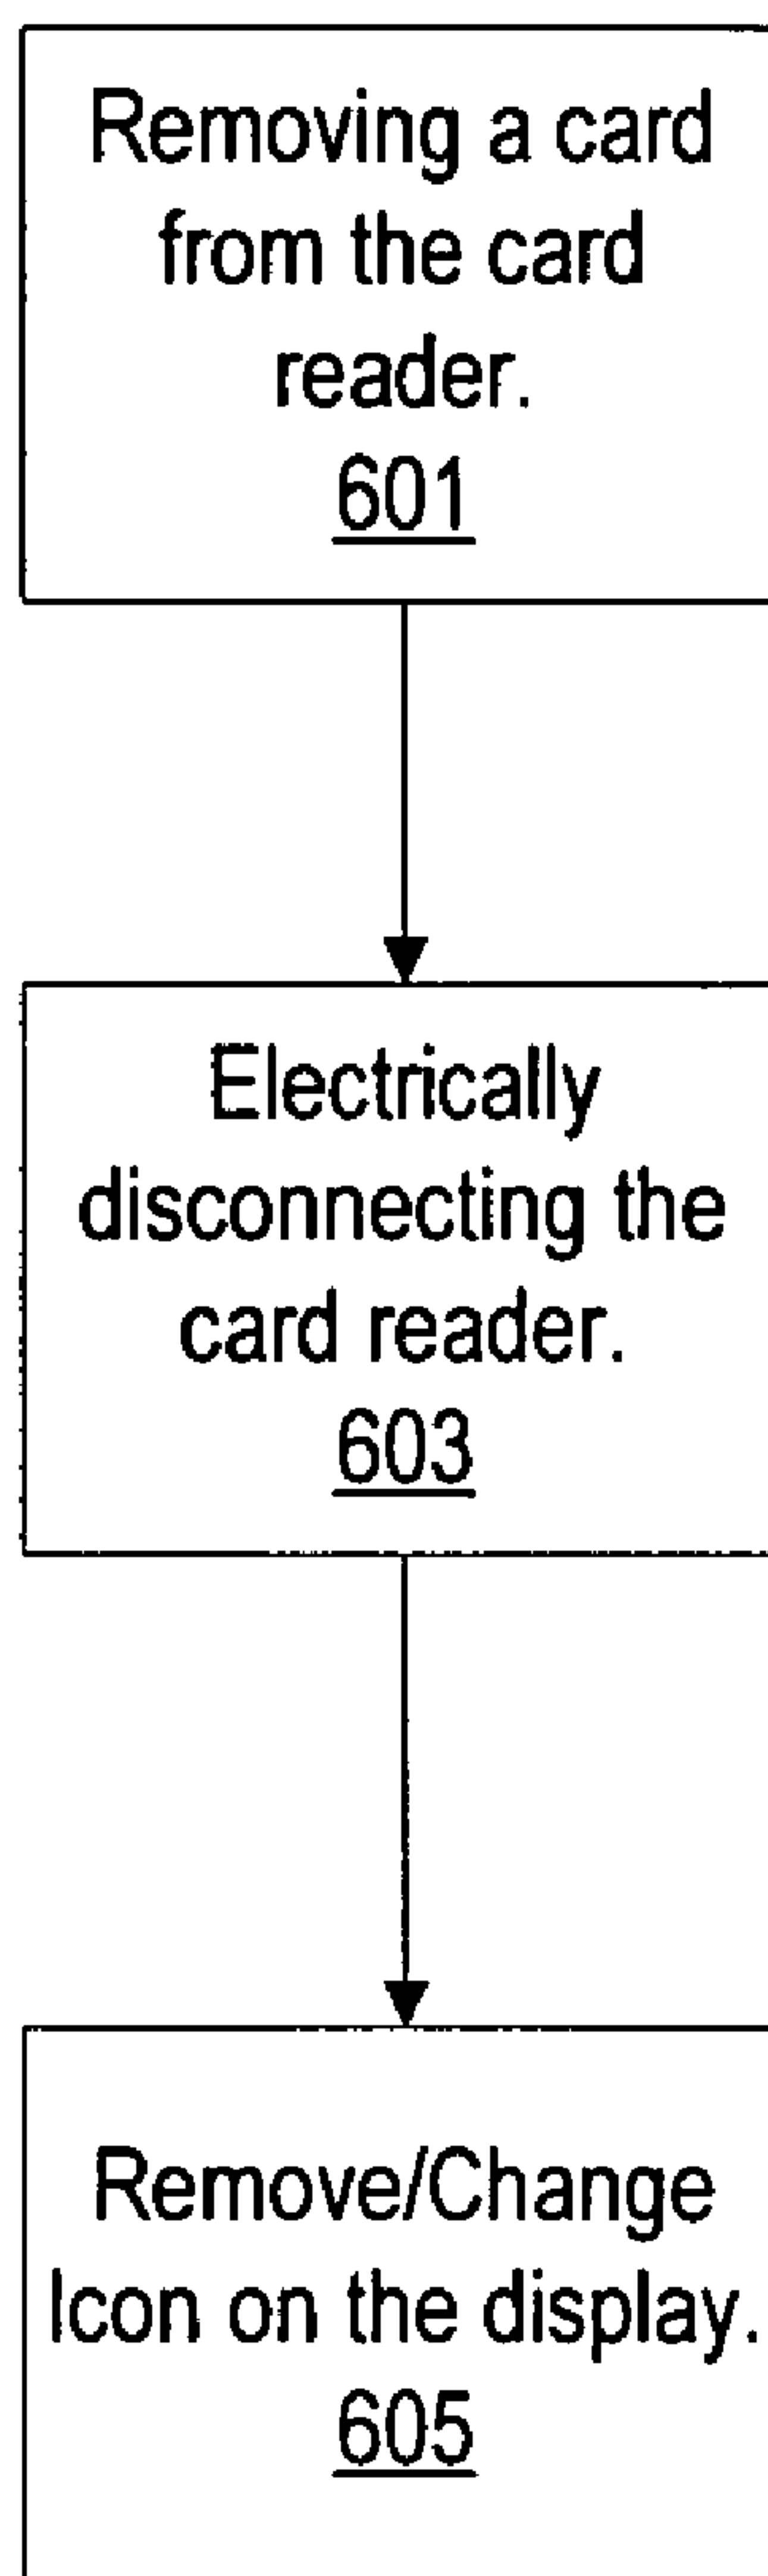 Removing a card
from the card
reader.
601
Electrically
disconnecting the
card reader.
603
Remove/Change
Icon on the display.
605